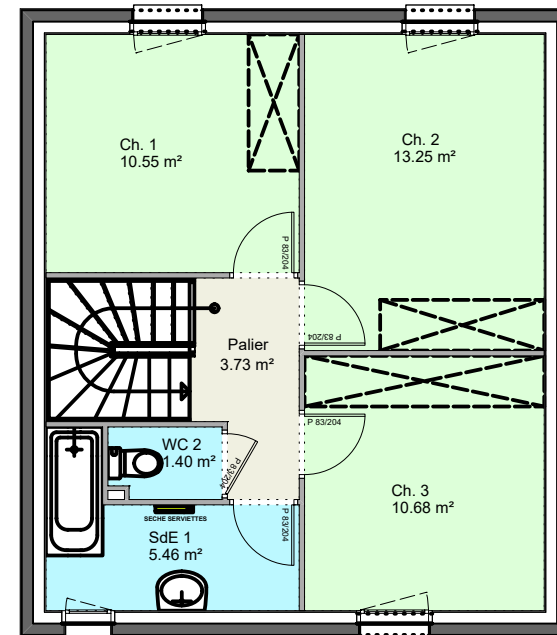 Ch. 1
10.55 m²
Ch. 2
13.25 m²
P 83/204
P 83/204
Palier
3.73 m²
P 83/204
WC 2
1.40 m²
P 83/204
Ch. 3
10.68 m²
SECHE SERVIETTES
P 83/204
SdE 1
5.46 m²